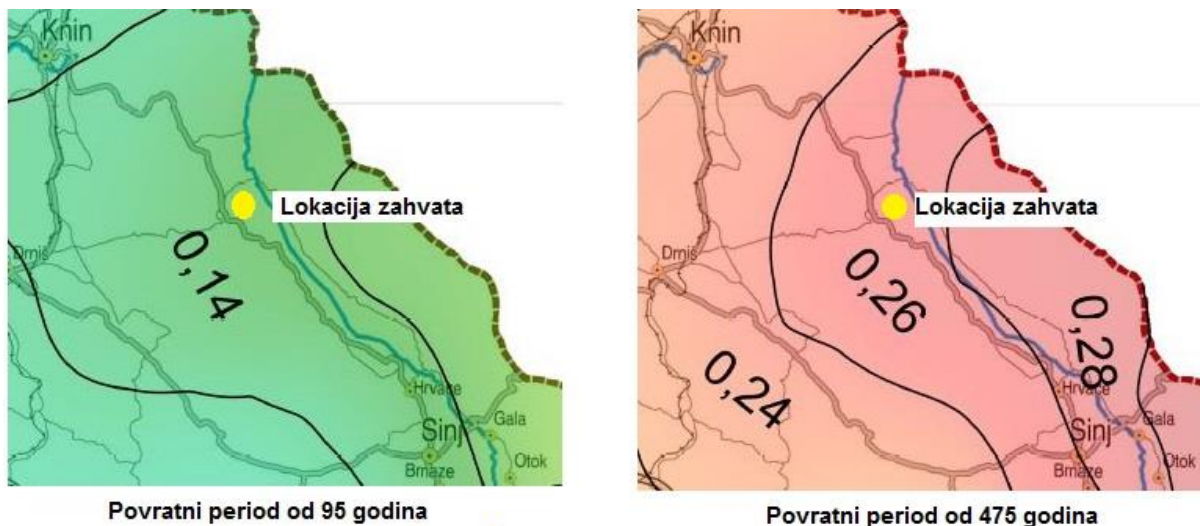 Knin
Lokacija zahvata
0,14
Drniš
Hrvace
Sinj
Gala
Brnaze
Otok
Povratni period od 95 godina
Knin
Lokacija zahvata
Drniš
0,26
0,28
0,24
Hrvace
Gala
Sinj
Otok
Brnaze
Povratni period od 475 godina